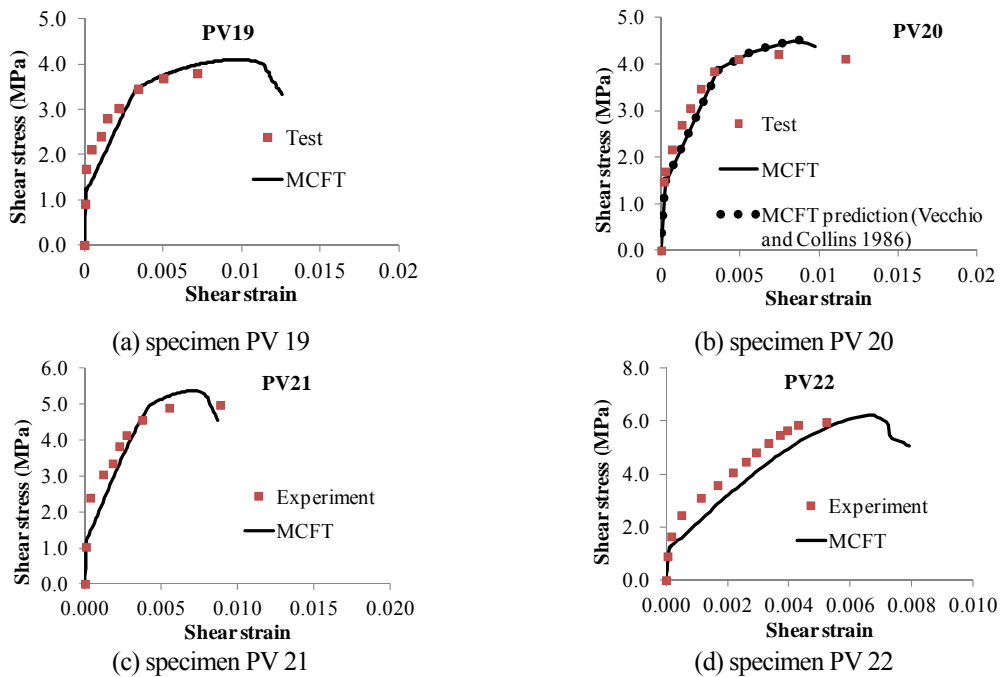 PV19
Shear stress (MPa)
5.0
4.0
3.0
2.0
1.0
0.0
Test
MCFT
0 0.005 0.01 0.015 0.02
Shear strain
(a) specimen PV 19
PV20
Shear stress (MPa)
5.0
4.0
3.0
2.0
1.0
0.0
Test
MCFT
MCFT prediction (Vecchio
and Collins 1986)
0 0.005 0.01 0.015 0.02
Shear strain
(b) specimen PV 20
PV21
Shear stress (MPa)
6.0
5.0
4.0
3.0
2.0
1.0
0.0
Experiment
MCFT
0.000 0.005 0.010 0.015 0.020
Shear strain
(c) specimen PV 21
PV22
Shear stress (MPa)
8.0
6.0
4.0
2.0
0.0
Experiment
MCFT
0.000 0.002 0.004 0.006 0.008 0.010
Shear strain
(d) specimen PV 22